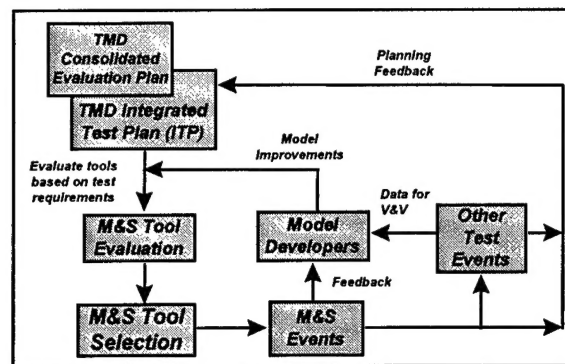 TMD
Consolidated
Evaluation Plan
TMD Integrated
Test Plan (ITP)
Planning
Feedback
Model
Improvements
Evaluate tools
based on test
requirements
Data for
V&V
M&S Tool
Evaluation
Model
Developers
Other
Test
Events
Feedback
M&S Tool
Selection
M&S
Events